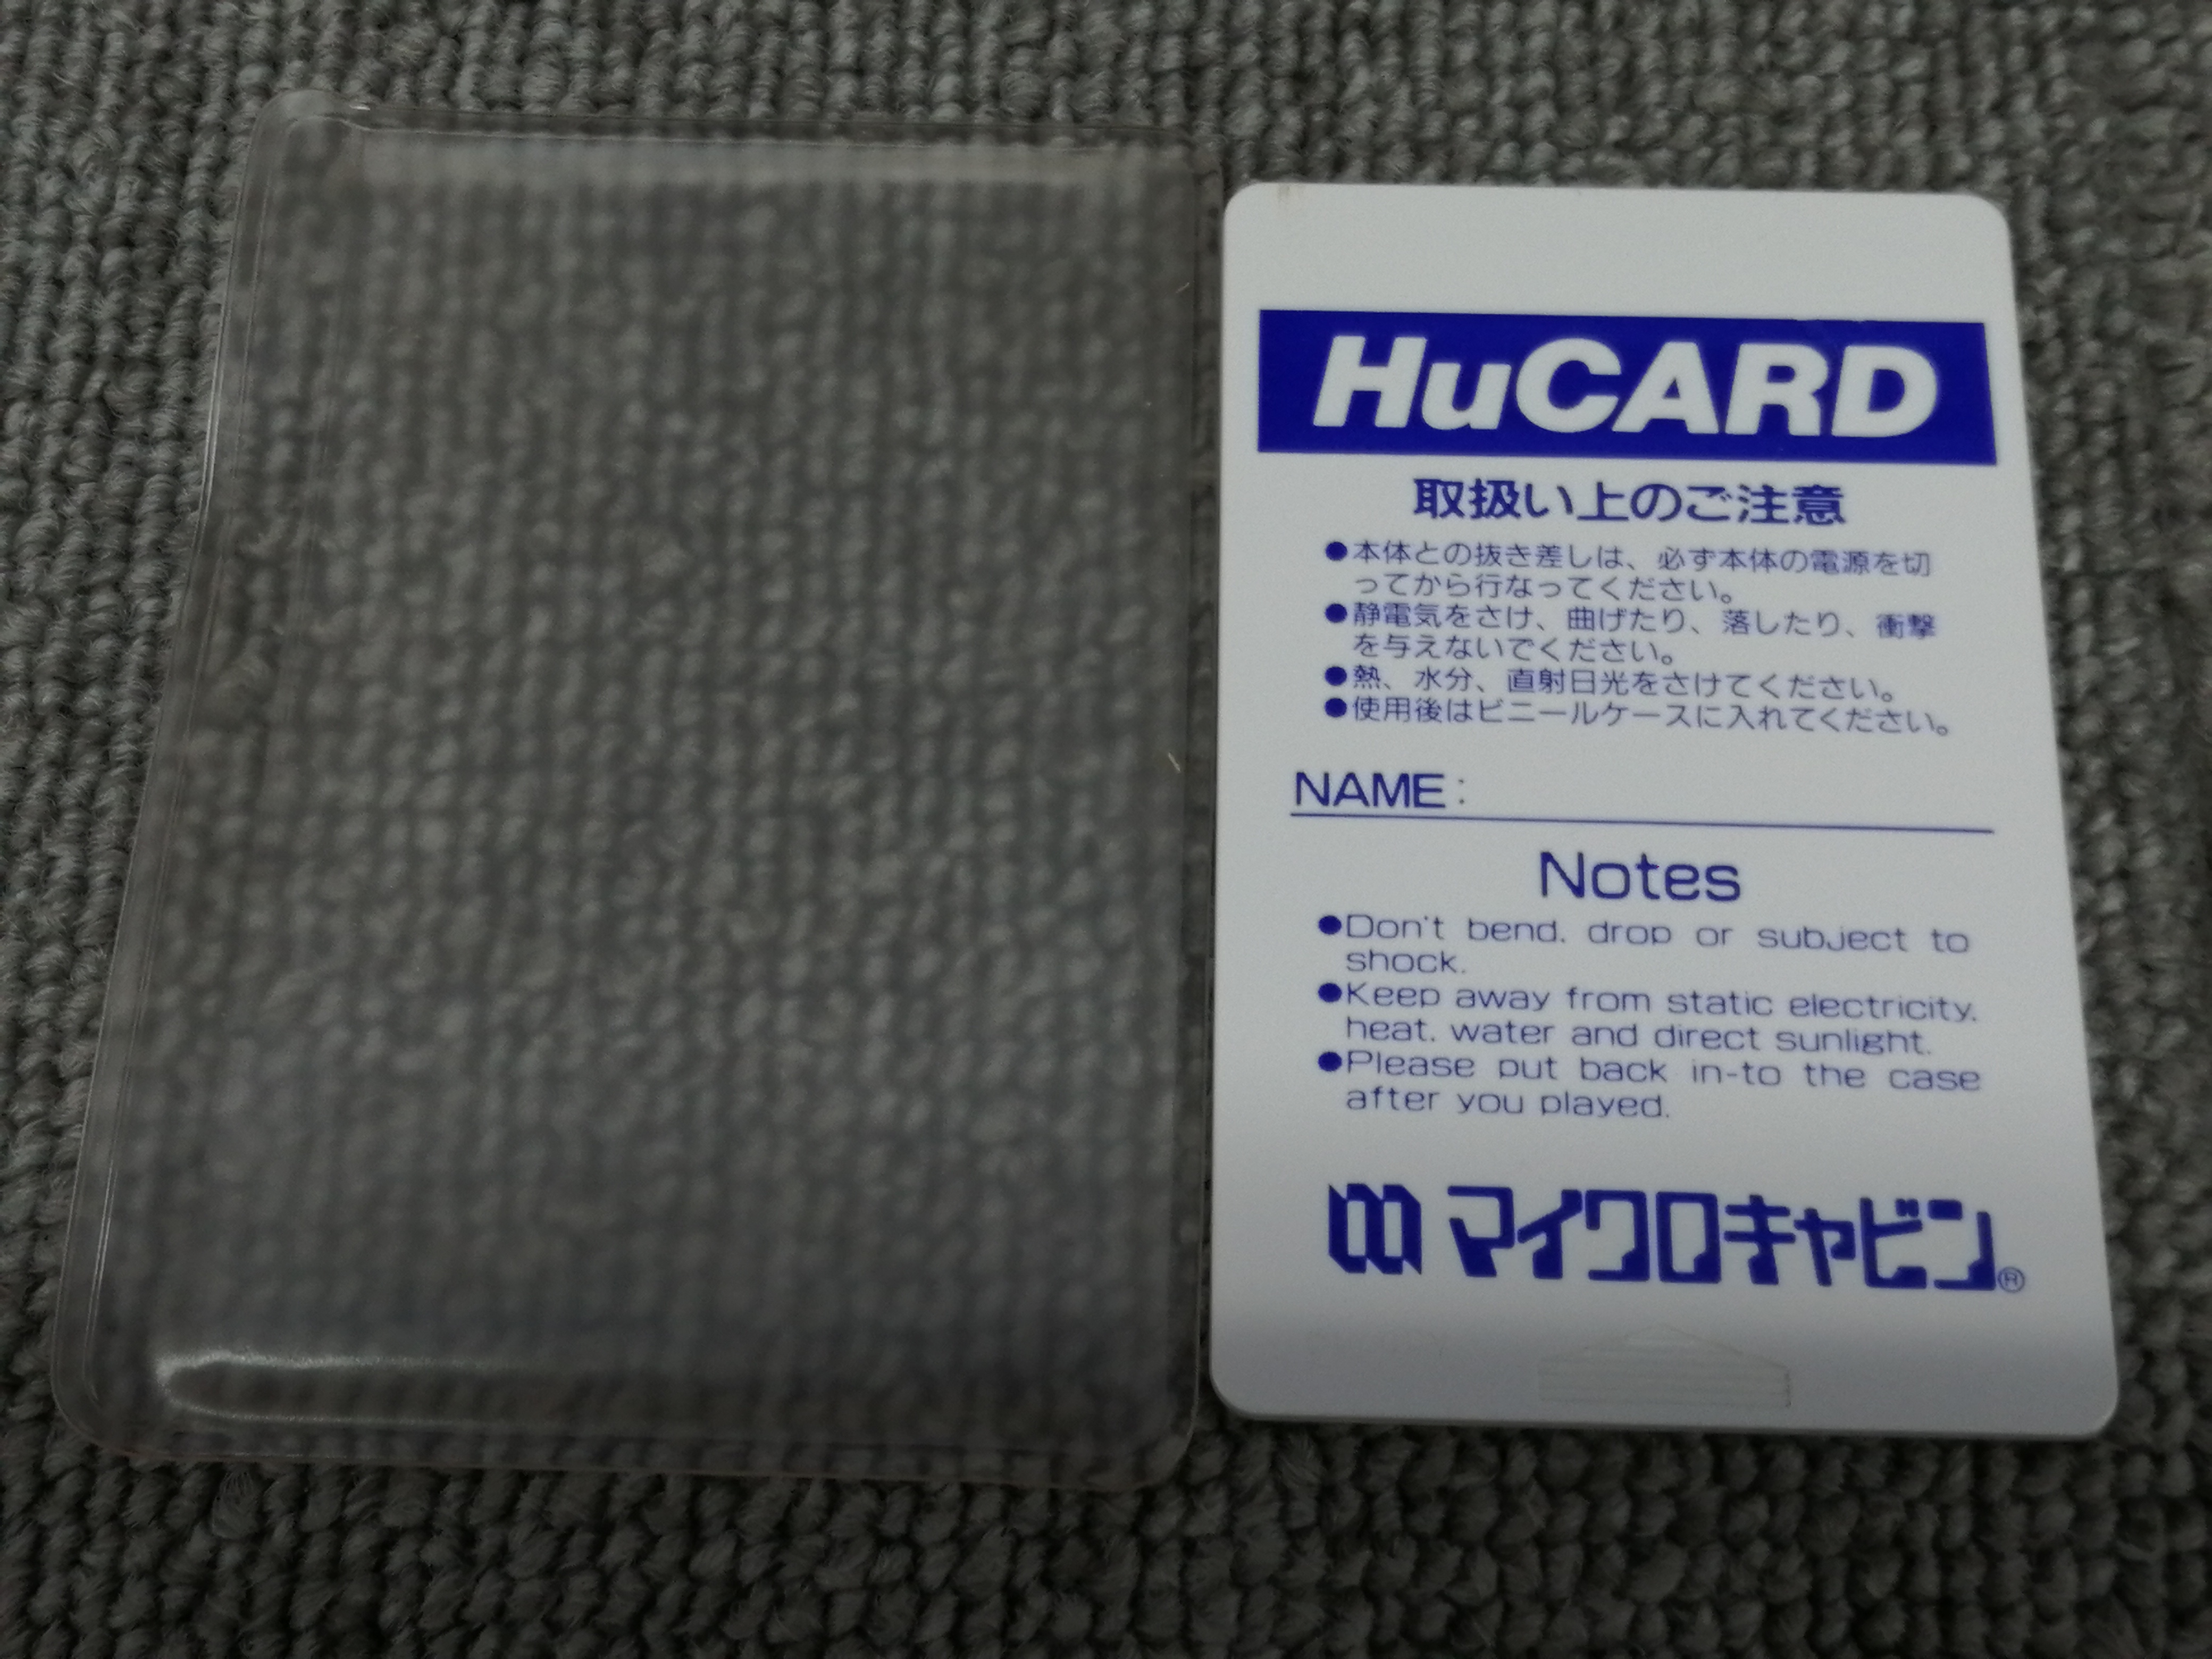 HuCARD
取扱い上のご注意
●本体との抜き差しは、必ず本体の電源を切
ってから行なってください。
●静電気をさけ、曲げたり、落したり、衝撃
を与えないでください。
●熱、水分、直射日光をさけてください。
●使用後はビニールケースに入れてください。
NAME:
Notes
●Don't bend. drop or subject to
shock.
●Keep away from static electricity.
heat. water and direct sunlight.
●Please put back in-to the case
after you played.
マイクロキャビン®